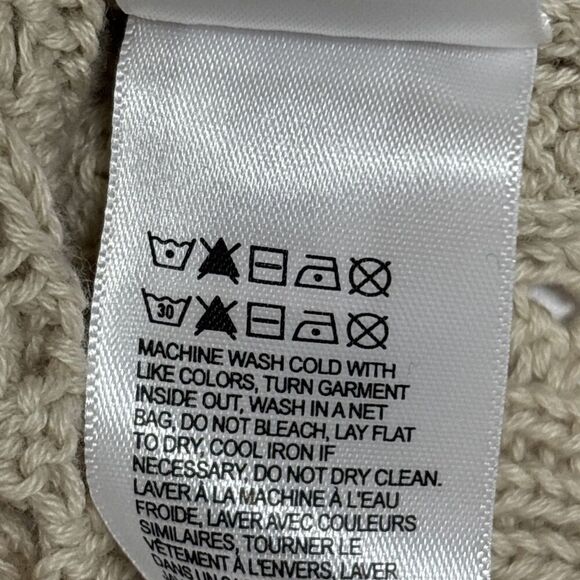 30
MACHINE WASH COLD WITH
LIKE COLORS, TURN GARMENT
INSIDE OUT, WASH IN A NET
BAG, DO NOT BLEACH, LAY FLAT
TO DRY, COOL IRON IF
NECESSARY. DO NOT DRY CLEAN.
LAVER À LA MACHINE À L'EAU
FROIDE, LAVER AVEC COULEURS
SIMILAIRES, TOURNER LE
VÊTEMENT À L'ENVERS, LAVER
DANS UN